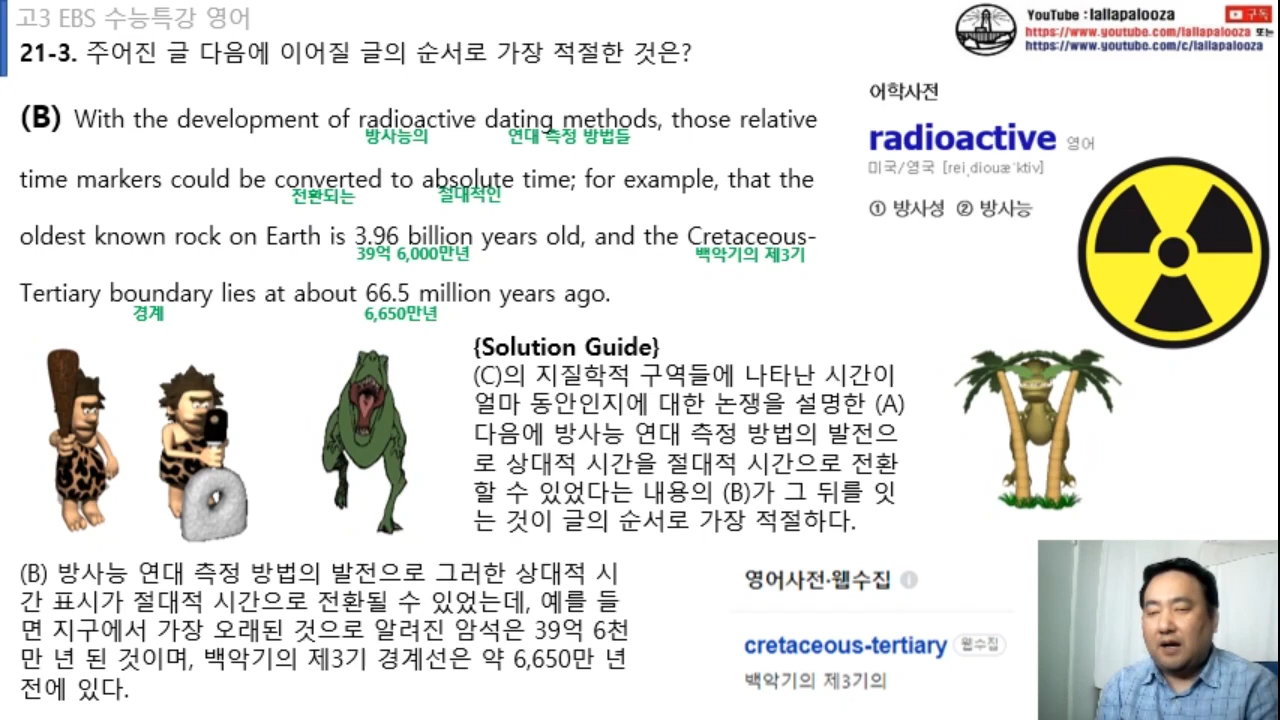 고3 EBS 수능특강 영어
21-3. 주어진 글 다음에 이어질 글의 순서로 가장 적절한 것은?
YouTube : lallapalooza
구독
https://www.youtube.com/lallapalooza 또는
https://www.youtube.com/c/lallapalooza
(B) With the development of radioactive dating methods, those relative
방사능의 연대 측정 방법들
time markers could be converted to absolute time; for example, that the
전환되는 절대적인
oldest known rock on Earth is 3.96 billion years old, and the Cretaceous-
39억 6,000만년 백악기의 제3기
Tertiary boundary lies at about 66.5 million years ago.
경계 6,650만년
어학사전
radioactive 영어
미국/영국 [reiˌdiouæˈktiv]
① 방사성 ② 방사능
{Solution Guide}
(C)의 지질학적 구역들에 나타난 시간이
얼마 동안인지에 대한 논쟁을 설명한 (A)
다음에 방사능 연대 측정 방법의 발전으
로 상대적 시간을 절대적 시간으로 전환
할 수 있었다는 내용의 (B)가 그 뒤를 잇
는 것이 글의 순서로 가장 적절하다.
(B) 방사능 연대 측정 방법의 발전으로 그러한 상대적 시
간 표시가 절대적 시간으로 전환될 수 있었는데, 예를 들
면 지구에서 가장 오래된 것으로 알려진 암석은 39억 6천
만 년 된 것이며, 백악기의 제3기 경계선은 약 6,650만 년
전에 있다.
영어사전·웹수집
cretaceous-tertiary 웹수집
백악기의 제3기의